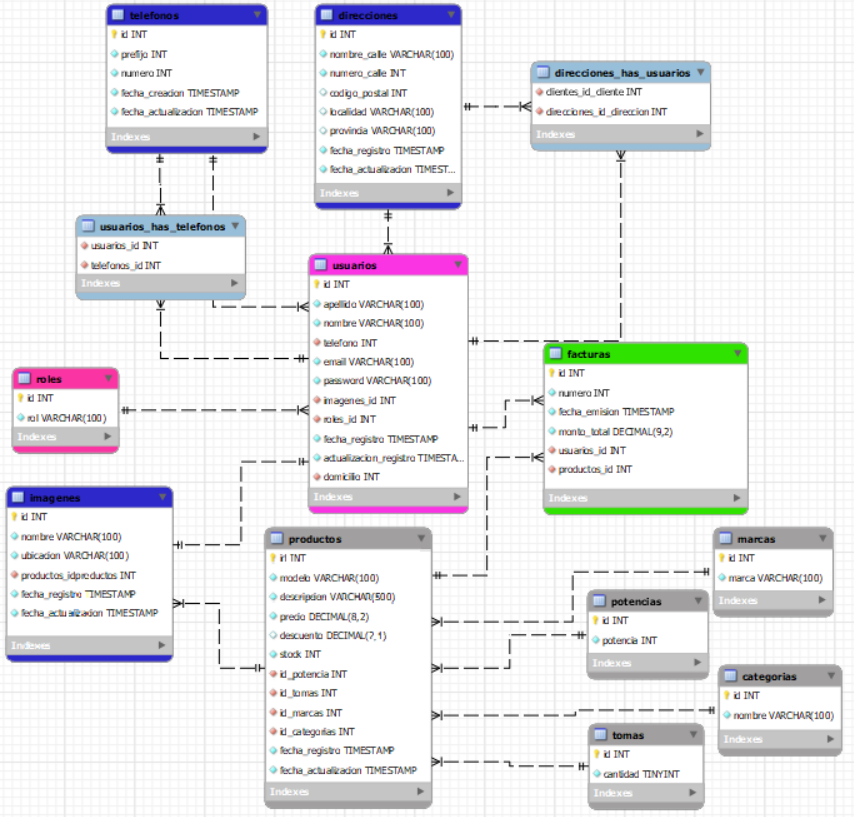 telefonos
id INT
prefijo INT
numero INT
fecha_creacion TIMESTAMP
fecha_actualizacion TIMESTAMP
Indexes
direcciones
id INT
nombre_calle VARCHAR(100)
numero_calle INT
codigo_postal INT
localidad VARCHAR(100)
provincia VARCHAR(100)
fecha_registro TIMESTAMP
fecha_actualizacion TIMEST...
Indexes
direcciones_has_usuarios
clientes_id_cliente INT
direcciones_id_direccion INT
Indexes
usuarios_has_telefonos
usuarios_id INT
telefonos_id INT
Indexes
usuarios
id INT
apellido VARCHAR(100)
nombre VARCHAR(100)
telefono INT
email VARCHAR(100)
password VARCHAR(100)
imagenes_id INT
roles_id INT
fecha_registro TIMESTAMP
actualizacion_registro TIMESTA...
domicilio INT
Indexes
facturas
id INT
numero INT
fecha_emision TIMESTAMP
monto_total DECIMAL(9,2)
usuarios_id INT
productos_id INT
Indexes
roles
id INT
rol VARCHAR(100)
Indexes
imagenes
id INT
nombre VARCHAR(100)
ubicacion VARCHAR(100)
productos_idproductos INT
fecha_registro TIMESTAMP
fecha_actualizacion TIMESTAMP
Indexes
productos
id INT
modelo VARCHAR(100)
descripcion VARCHAR(500)
precio DECIMAL(8,2)
descuento DECIMAL(7,1)
stock INT
id_potencia INT
id_tomas INT
id_marcas INT
id_categorias INT
fecha_registro TIMESTAMP
fecha_actualizacion TIMESTAMP
Indexes
marcas
id INT
marca VARCHAR(100)
Indexes
potencias
id INT
potencia INT
Indexes
categorias
id INT
nombre VARCHAR(100)
Indexes
tomas
id INT
cantidad TINYINT
Indexes